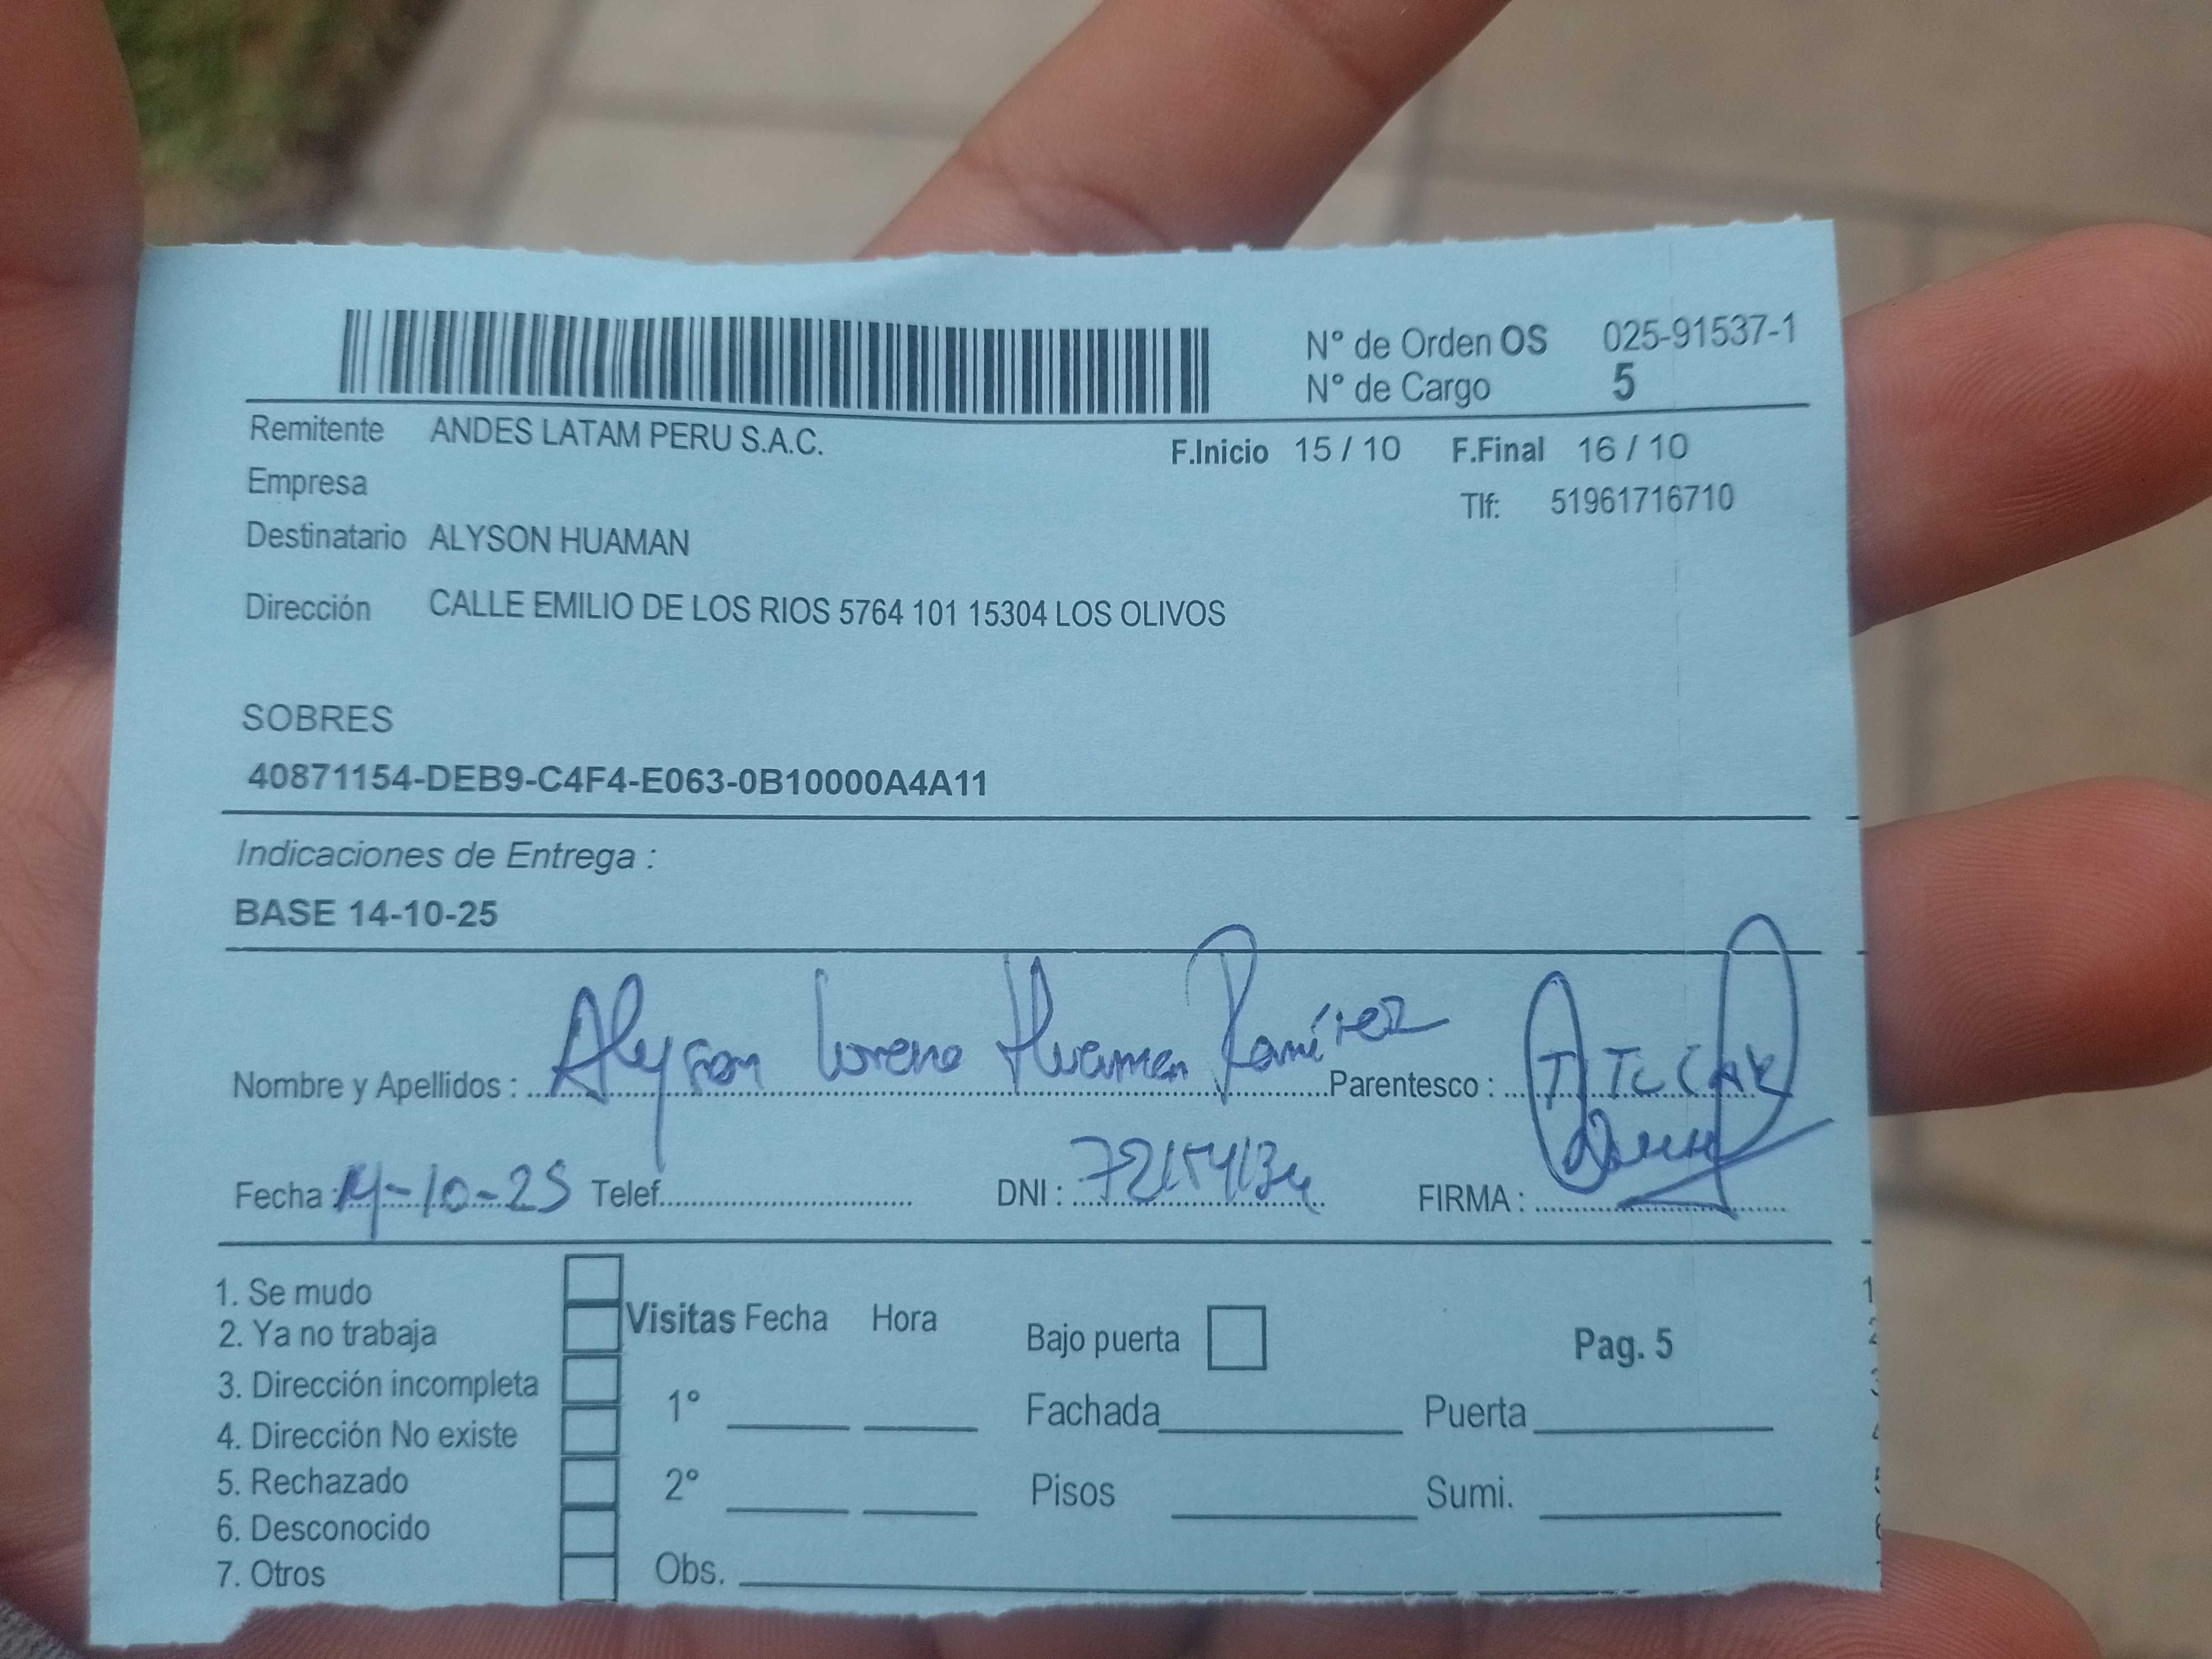 N° de Orden OS 025-91537-1
N° de Cargo 5
Remitente ANDES LATAM PERU S.A.C.
F.Inicio 15 / 10 F.Final 16 / 10
Empresa
Tlf: 51961716710
Destinatario ALYSON HUAMAN
Dirección CALLE EMILIO DE LOS RIOS 5764 101 15304 LOS OLIVOS
SOBRES
40871154-DEB9-C4F4-E063-0B10000A4A11
Indicaciones de Entrega :
BASE 14-10-25
Nombre y Apellidos : Alyson Lorena Huaman Ramírez Parentesco :
Fecha : 14-10-25 Telef. DNI : 72154134 FIRMA :
1. Se mudo
2. Ya no trabaja
3. Dirección incompleta
4. Dirección No existe
5. Rechazado
6. Desconocido
7. Otros
Visitas Fecha Hora
1°
2°
Obs.
Bajo puerta
Fachada
Pisos
Pag. 5
Puerta
Sumi.